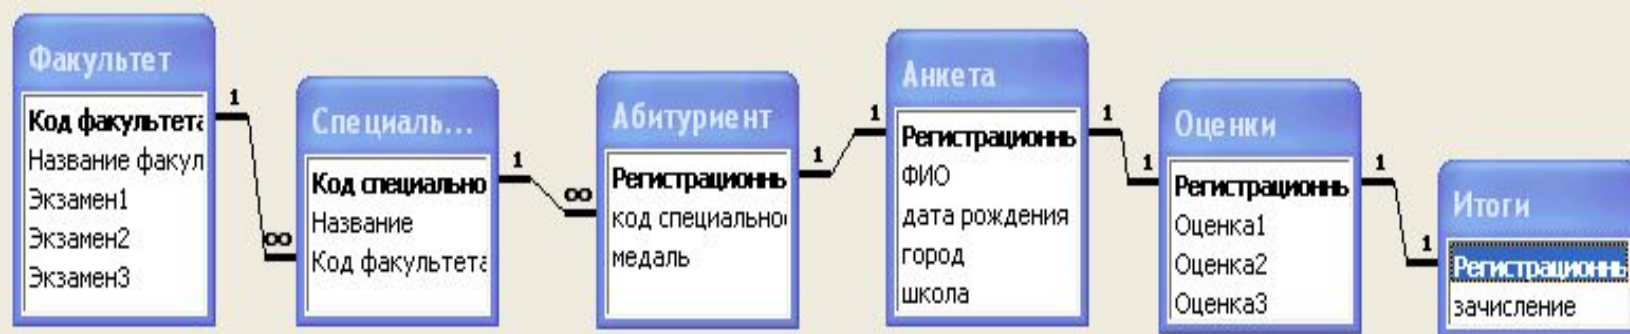 Факультет
Код факультета
Название факул
Экзамен1
Экзамен2
Экзамен3
1
∞
Специаль...
Код специально
Название
Код факультета
1
∞
Абитуриент
Регистрационнь
код специально
медаль
1
1
Анкета
Регистрационнь
ФИО
дата рождения
город
школа
1
1
Оценки
Регистрационнь
Оценка1
Оценка2
Оценка3
1
1
Итоги
Регистрационнь
зачисление